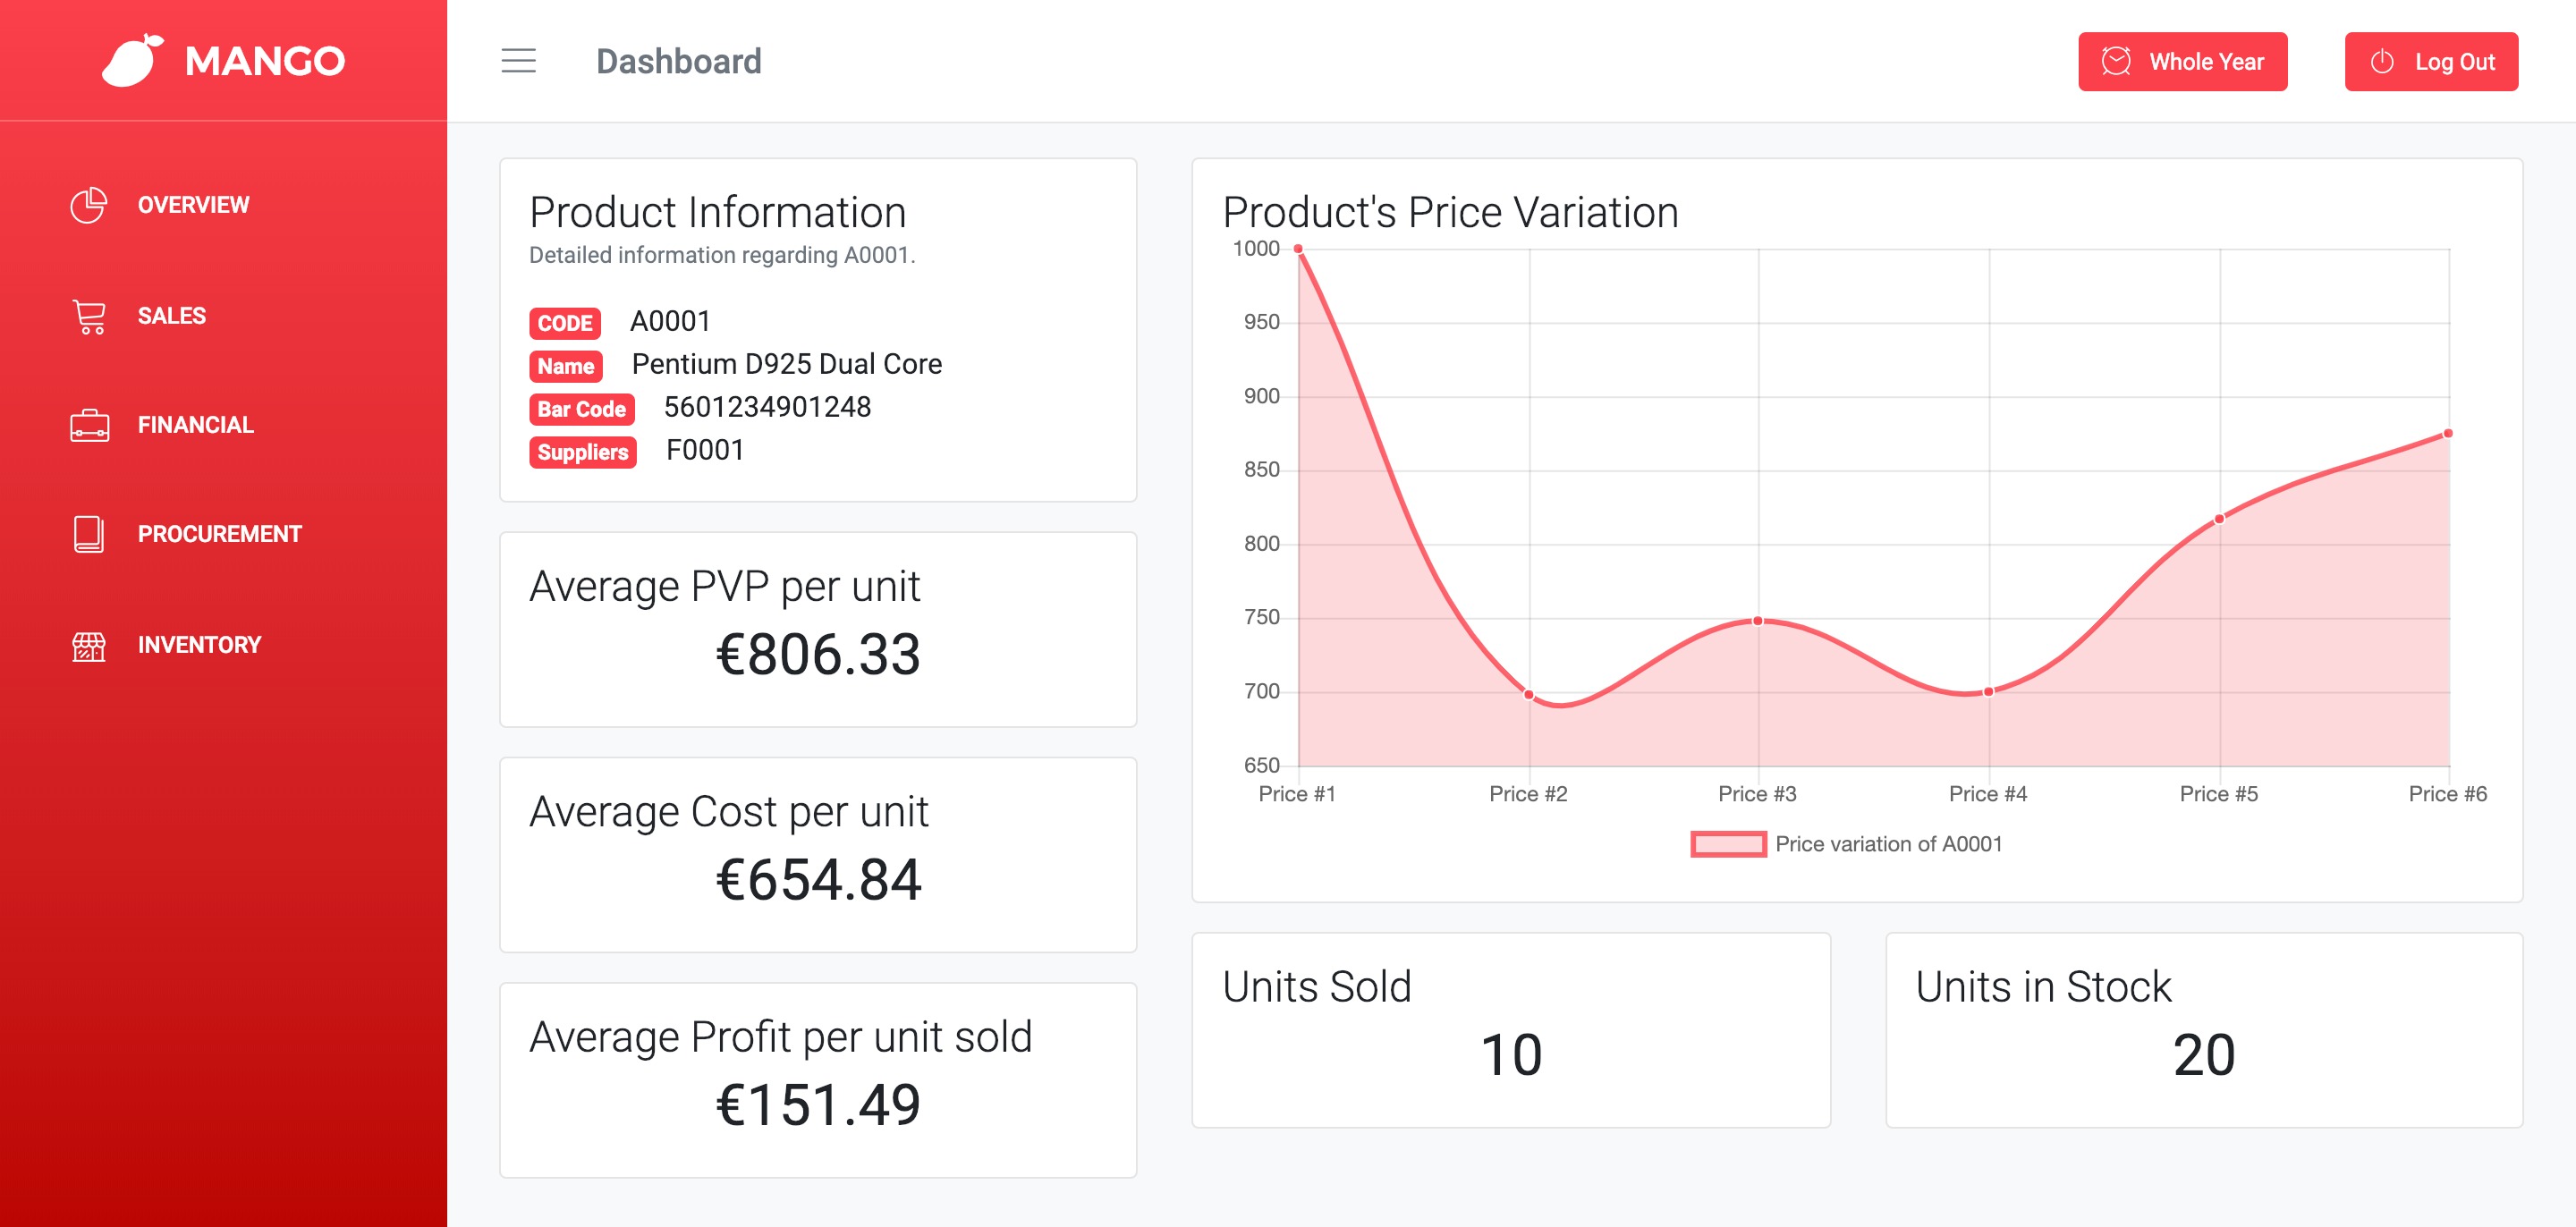 MANGO
Dashboard
Whole Year
Log Out
OVERVIEW
SALES
FINANCIAL
PROCUREMENT
INVENTORY
Product Information
Detailed information regarding A0001.
CODE A0001
Name Pentium D925 Dual Core
Bar Code 5601234901248
Suppliers F0001
Average PVP per unit
€806.33
Average Cost per unit
€654.84
Average Profit per unit sold
€151.49
Product's Price Variation
1000
950
900
850
800
750
700
650
Price #1 Price #2 Price #3 Price #4 Price #5 Price #6
Price variation of A0001
Units Sold
10
Units in Stock
20